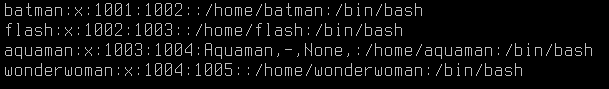 batman:x:1001:1002::/home/batman:/bin/bash
flash:x:1002:1003::/home/flash:/bin/bash
aquaman:x:1003:1004:Aquaman,-,None,:/home/aquaman:/bin/bash
wonderwoman:x:1004:1005::/home/wonderwoman:/bin/bash